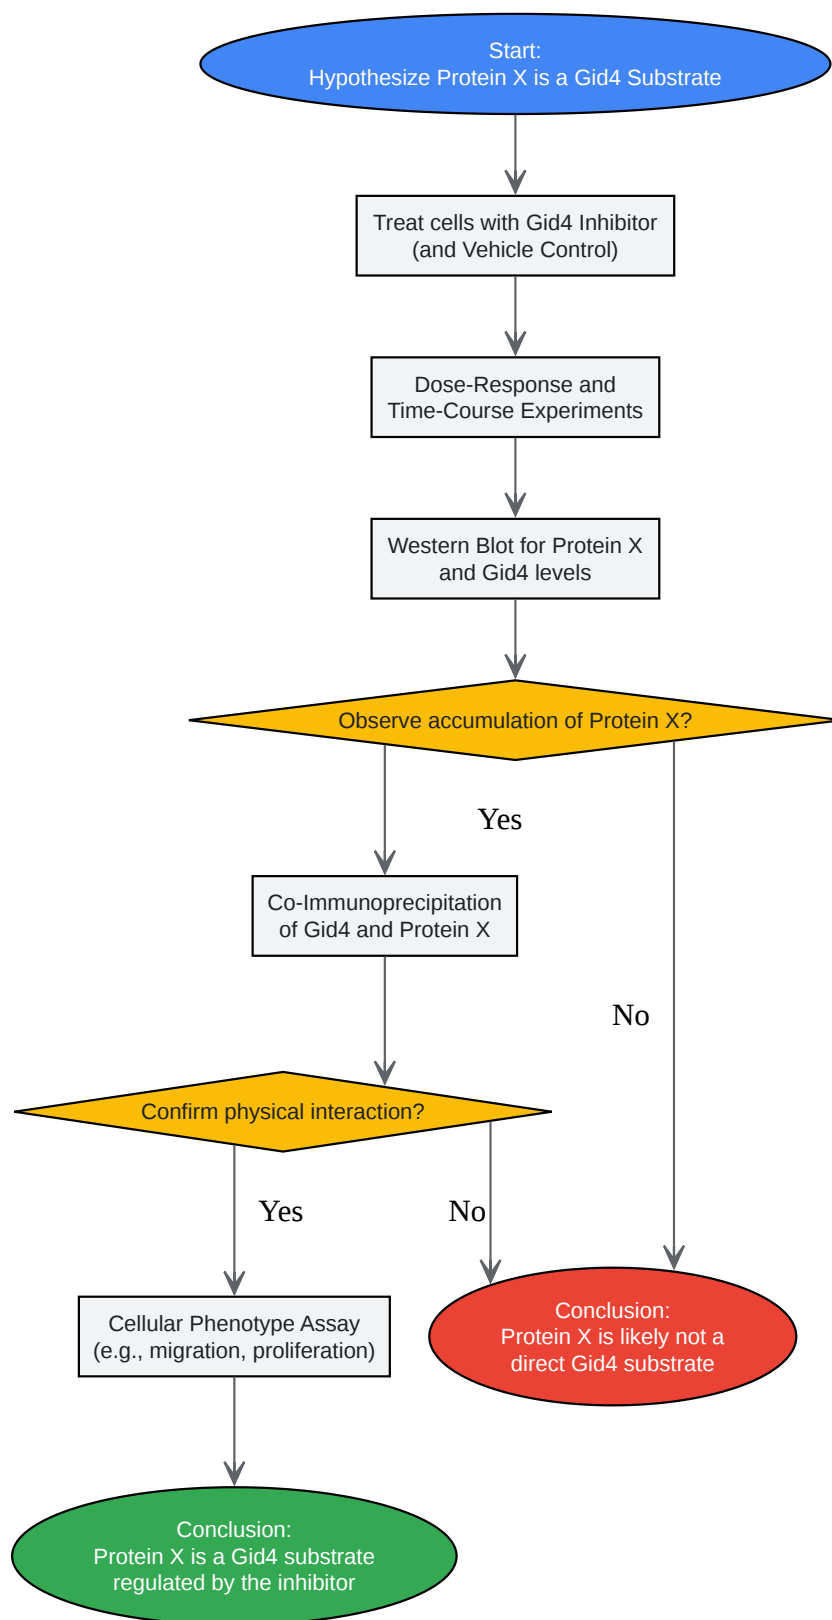 Start:
Hypothesize Protein X is a Gid4 Substrate
Treat cells with Gid4 Inhibitor
(and Vehicle Control)
Dose-Response and
Time-Course Experiments
Western Blot for Protein X
and Gid4 levels
Observe accumulation of Protein X?
Yes
Co-Immunoprecipitation
of Gid4 and Protein X
No
Confirm physical interaction?
Yes
No
Cellular Phenotype Assay
(e.g., migration, proliferation)
Conclusion:
Protein X is likely not a
direct Gid4 substrate
Conclusion:
Protein X is a Gid4 substrate
regulated by the inhibitor